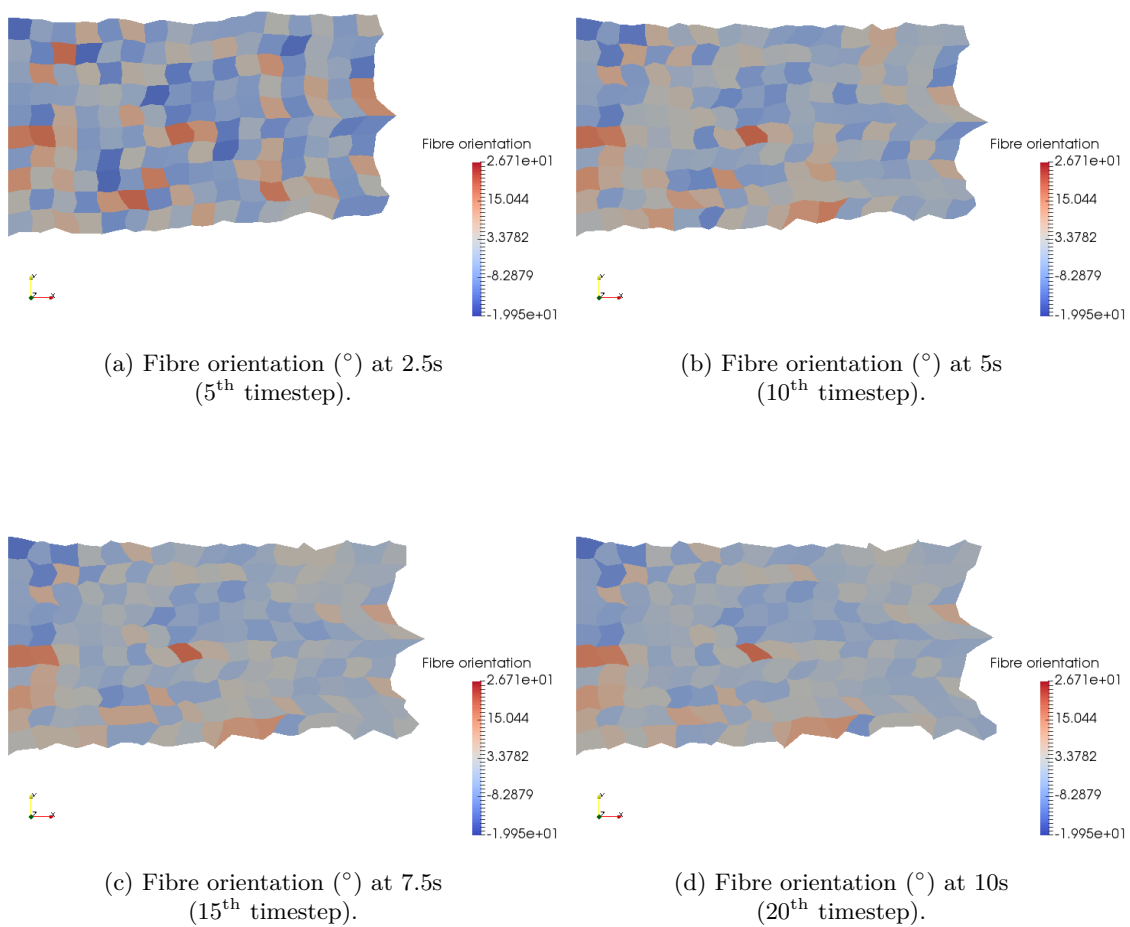 Fibre orientation
2.671e+01
15.044
3.3782
-8.2879
-1.995e+01
Y
Z
X
(a) Fibre orientation (°) at 2.5s
(5th timestep).
Fibre orientation
2.671e+01
15.044
3.3782
-8.2879
-1.995e+01
Y
Z
X
(b) Fibre orientation (°) at 5s
(10th timestep).
Fibre orientation
2.671e+01
15.044
3.3782
-8.2879
-1.995e+01
Y
Z
X
(c) Fibre orientation (°) at 7.5s
(15th timestep).
Fibre orientation
2.671e+01
15.044
3.3782
-8.2879
-1.995e+01
Y
Z
X
(d) Fibre orientation (°) at 10s
(20th timestep).